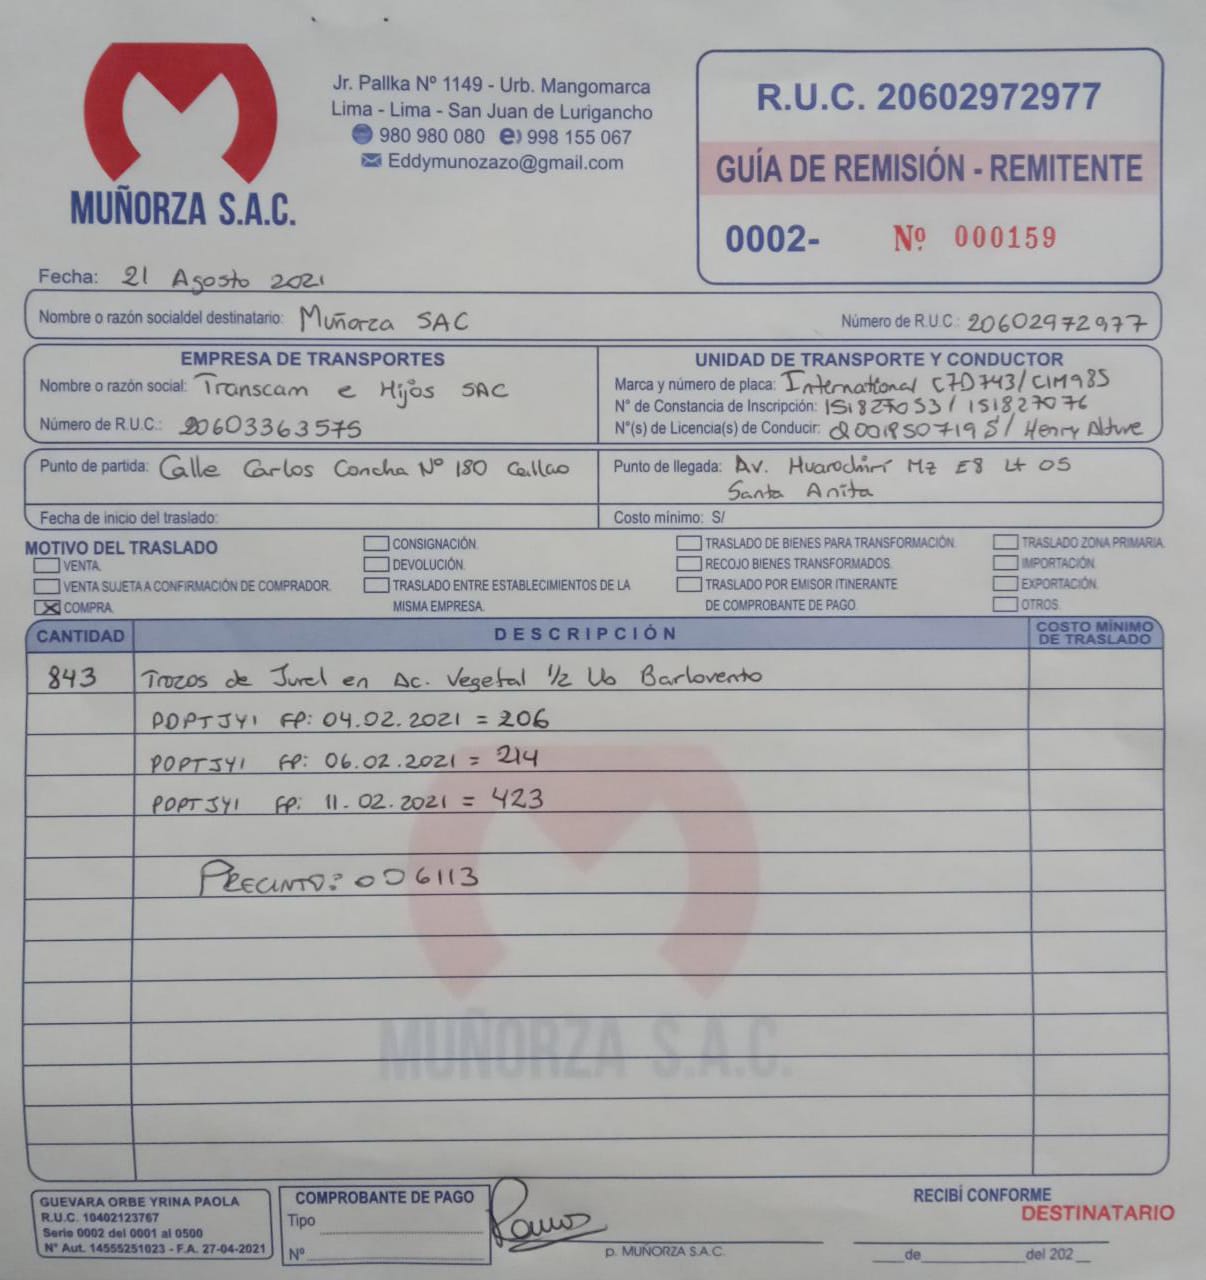 MUÑORZA S.A.C.
Jr. Pallka Nº 1149 - Urb. Mangomarca
Lima - Lima - San Juan de Lurigancho
980 980 080 998 155 067
Eddymunozazo@gmail.com
R.U.C. 20602972977
GUÍA DE REMISIÓN - REMITENTE
0002- Nº 000159
Fecha: 21 Agosto 2021
Nombre o razón socialdel destinatario: Muñorza SAC Número de R.U.C.: 20602972977
EMPRESA DE TRANSPORTES
Nombre o razón social: Transcam e Hijos SAC
Número de R.U.C.: 20603363575
UNIDAD DE TRANSPORTE Y CONDUCTOR
Marca y número de placa: International C7D743/C1M985
N° de Constancia de Inscripción: 151827053/151827076
N°(s) de Licencia(s) de Conducir: Q0018507195/ Henry
Punto de partida: Calle Carlos Concha Nº 180 Callao
Punto de llegada: Av. Huarochirí Mz E8 Lt 05
Santa Anita
Fecha de inicio del traslado:
Costo mínimo: S/
MOTIVO DEL TRASLADO
VENTA.
VENTA SUJETA A CONFIRMACIÓN DE COMPRADOR.
X COMPRA.
CONSIGNACIÓN.
DEVOLUCIÓN.
TRASLADO ENTRE ESTABLECIMIENTOS DE LA
MISMA EMPRESA.
TRASLADO DE BIENES PARA TRANSFORMACIÓN.
RECOJO BIENES TRANSFORMADOS.
TRASLADO POR EMISOR ITINERANTE
DE COMPROBANTE DE PAGO.
TRASLADO ZONA PRIMARIA.
IMPORTACIÓN.
EXPORTACIÓN.
OTROS.
CANTIDAD DESCRIPCIÓN COSTO MÍNIMO
DE TRASLADO
843 Trozos de Jurel en Ac. Vegetal 1/2 Lb Barlovento
POPTJY1 FP: 04.02.2021 = 206
POPTJY1 FP: 06.02.2021 = 214
POPTJY1 FP: 11.02.2021 = 423
PRECINTO: 006113
MUÑORZA S.A.C.
GUEVARA ORBE YRINA PAOLA
R.U.C. 10402123767
Serie 0002 del 0001 al 0500
N° Aut. 14555251023 - F.A. 27-04-2021
COMPROBANTE DE PAGO
Tipo
Nº
Ramos
p. MUÑORZA S.A.C.
RECIBÍ CONFORME
DESTINATARIO
de del 202